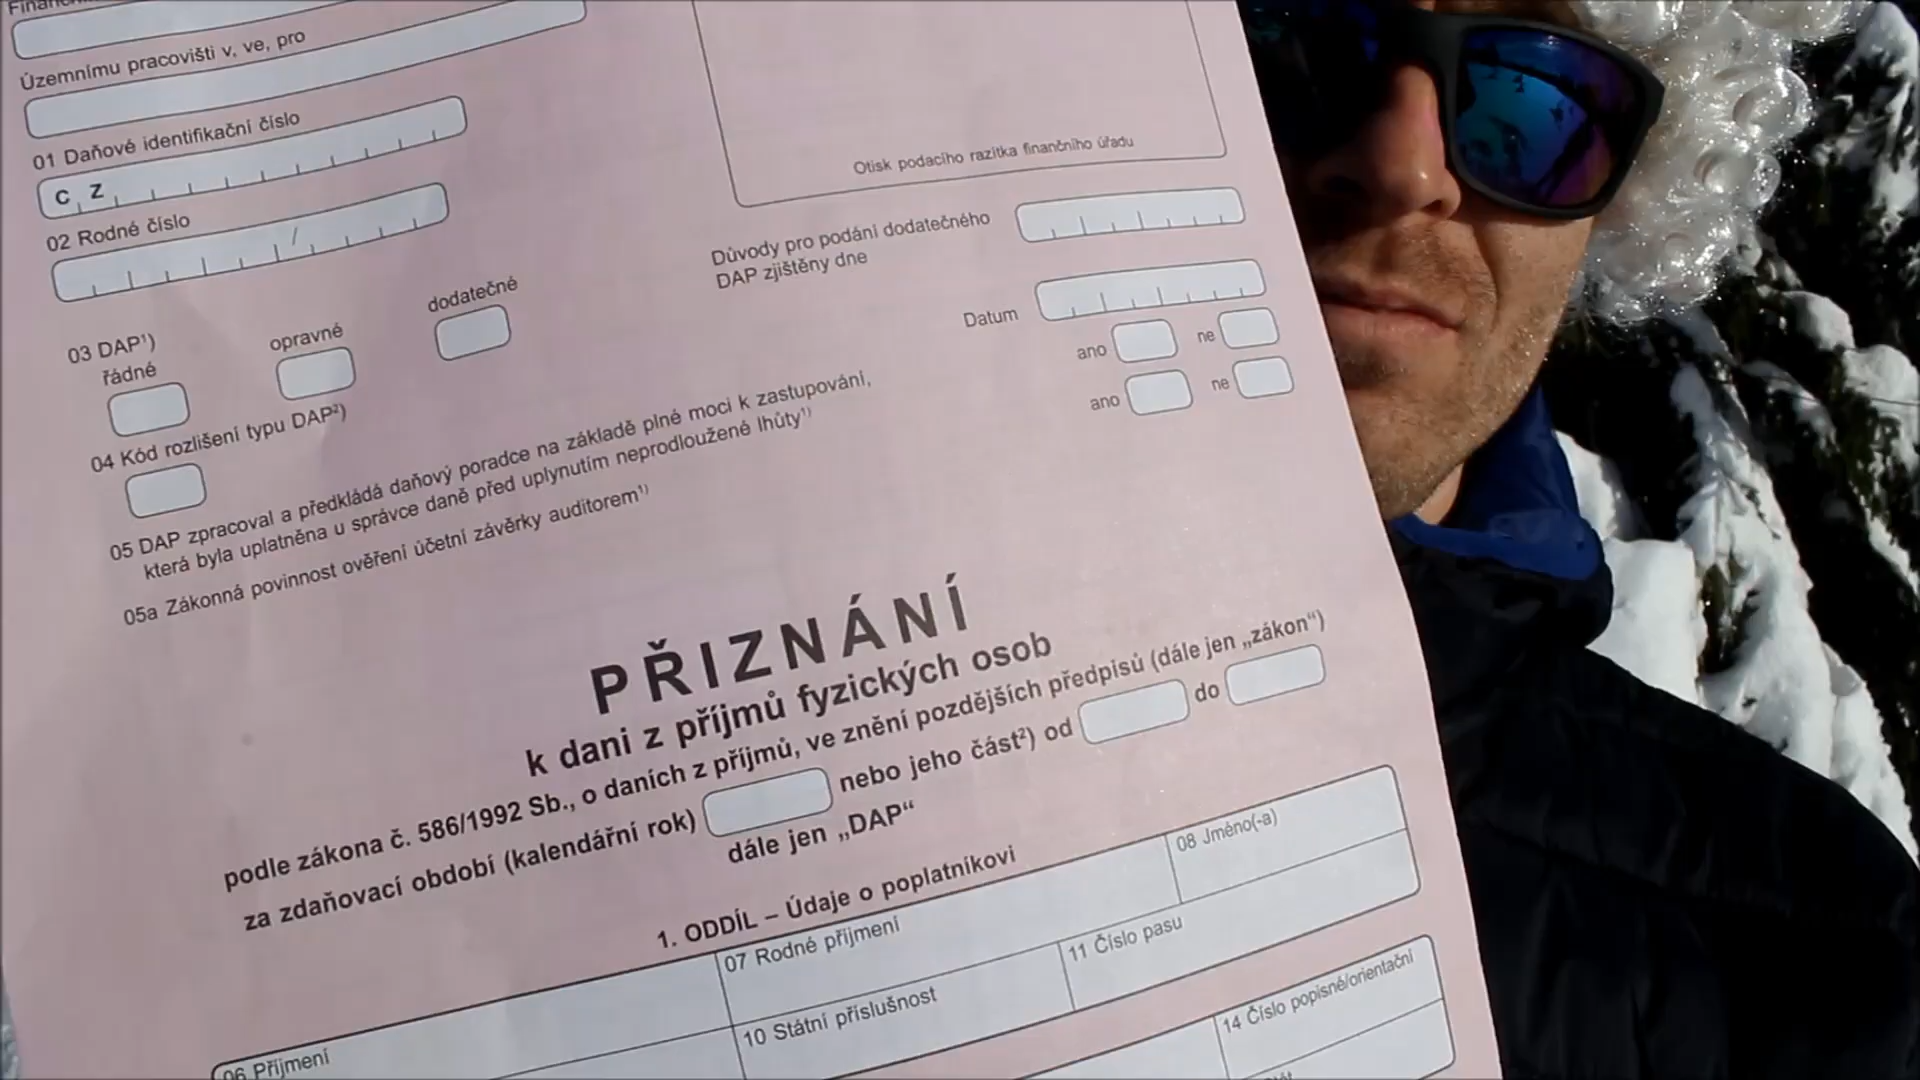 Územnímu pracovišti v, ve, pro
01 Daňové identifikační číslo
C Z
02 Rodné číslo
/
03 DAP¹)
řádné
opravné
dodatečné
04 Kód rozlišení typu DAP²)
Otisk podacího razítka finančního úřadu
Důvody pro podání dodatečného
DAP zjištěny dne
Datum
05 DAP zpracoval a předkládá daňový poradce na základě plné moci k zastupování,
která byla uplatněna u správce daně před uplynutím neprodloužené lhůty¹)
ano
ne
05a Zákonná povinnost ověření účetní závěrky auditorem¹)
ano
ne
PŘIZNÁNÍ
k dani z příjmů fyzických osob
podle zákona č. 586/1992 Sb., o daních z příjmů, ve znění pozdějších předpisů (dále jen „zákon“)
za zdaňovací období (kalendářní rok)
nebo jeho část²) od
do
dále jen „DAP“
1. ODDÍL – Údaje o poplatníkovi
06 Příjmení
07 Rodné příjmení
08 Jméno(-a)
10 Státní příslušnost
11 Číslo pasu
14 Číslo popisné/orientační